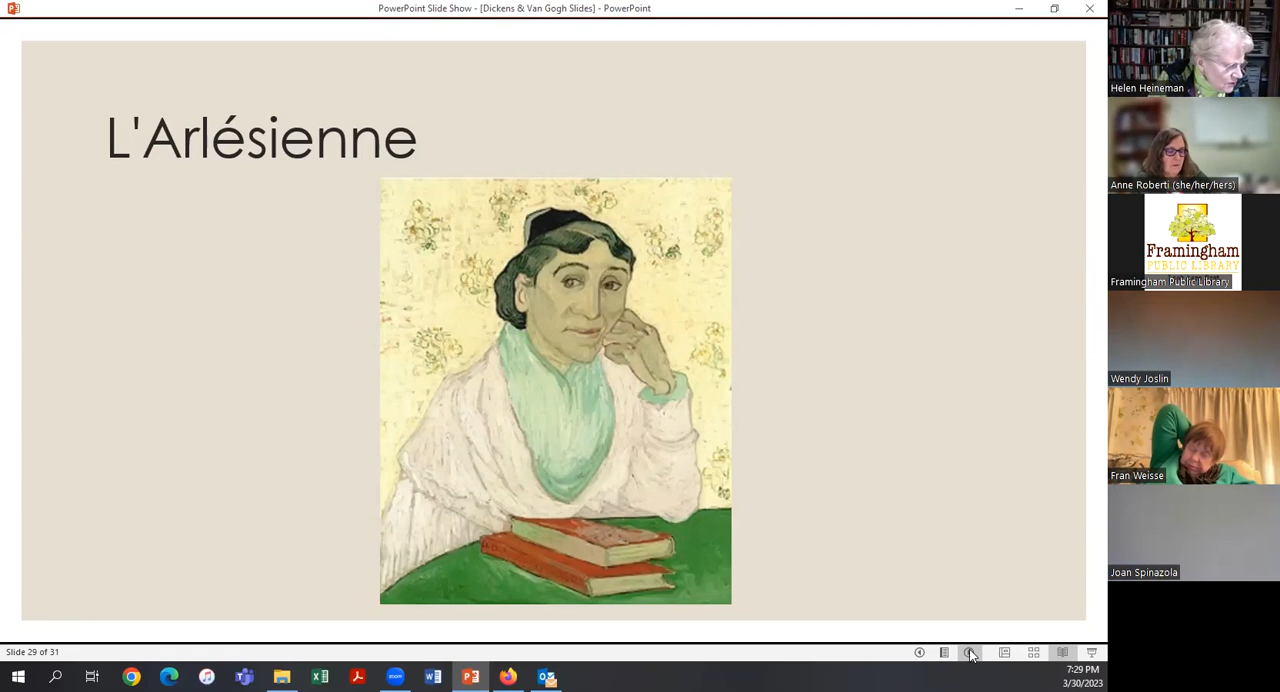 PowerPoint Slide Show - [Dickens & Van Gogh Slides] - PowerPoint
L'Arlésienne
Helen Heineman
Anne Roberti (she/her/hers)
Framingham
PUBLIC LIBRARY
Framingham Public Library
Wendy Joslin
Fran Weisse
Joan Spinazola
Slide 29 of 31
zoom
7:29 PM
3/30/2023